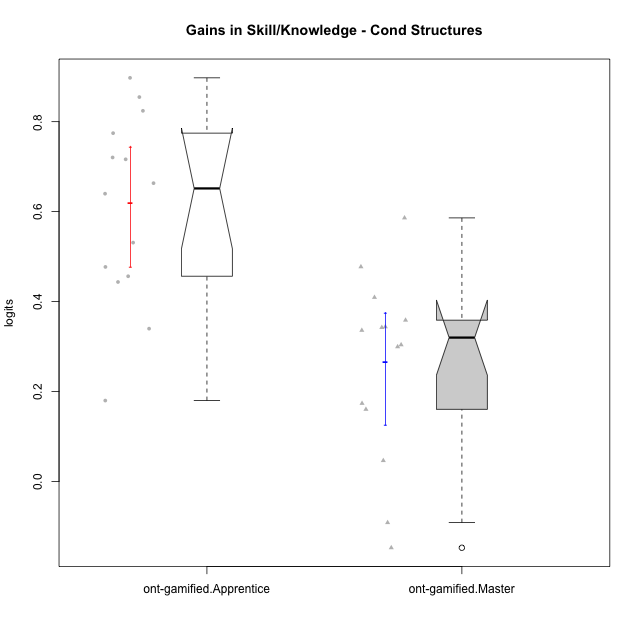 Gains in Skill/Knowledge - Cond Structures
logits
0.8
0.6
0.4
0.2
0.0
ont-gamified.Apprentice
ont-gamified.Master